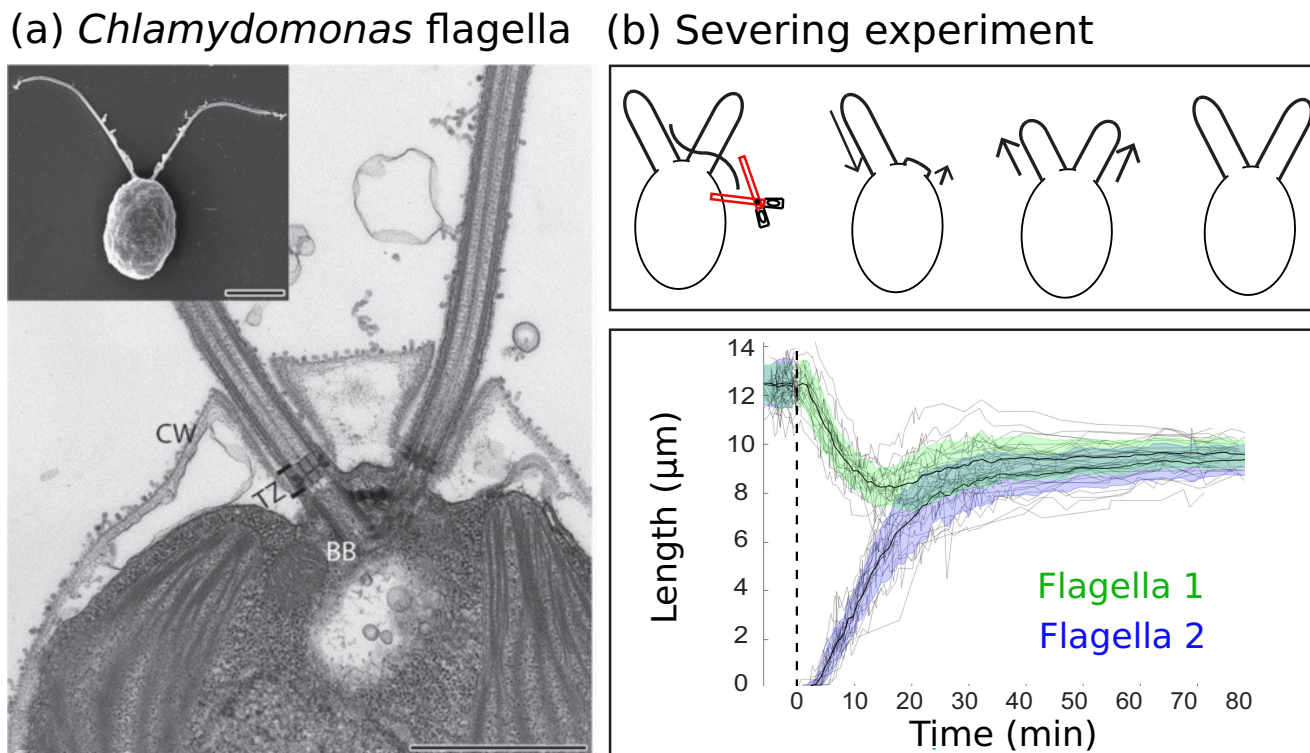 (a) Chlamydomonas flagella
CW
TZ
BB
(b) Severing experiment
14
12
10
8
6
4
2
0
Length (µm)
Flagella 1
Flagella 2
0 10 20 30 40 50 60 70 80
Time (min)